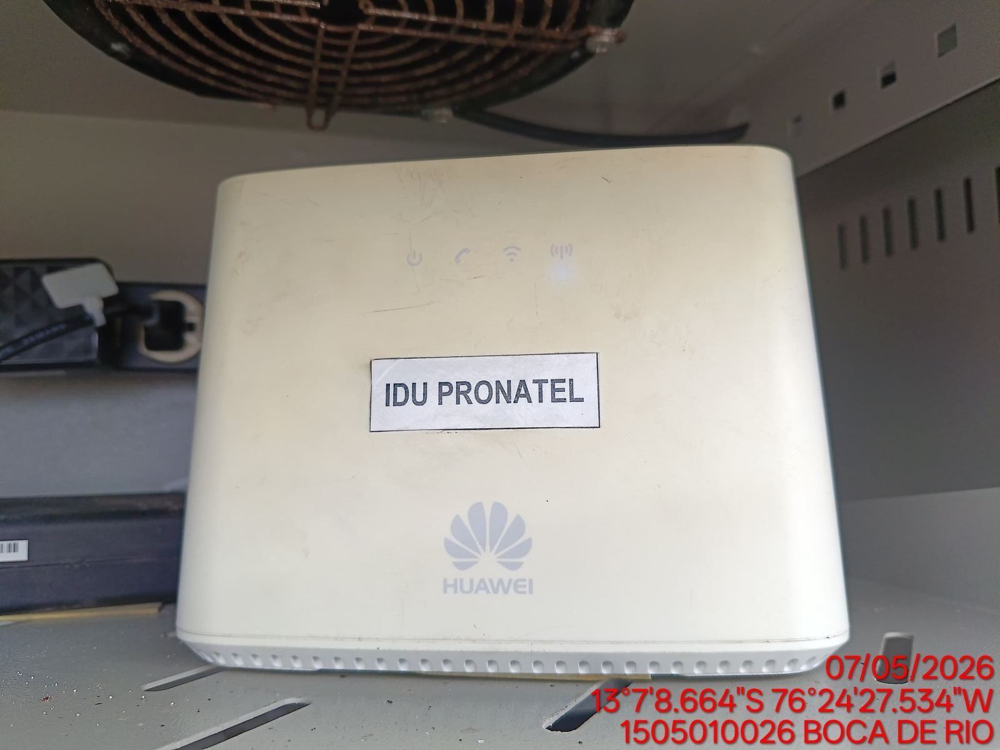 IDU PRONATEL
HUAWEI
07/05/2026
13°7'8.664"S 76°24'27.534"W
1505010026 BOCA DE RIO